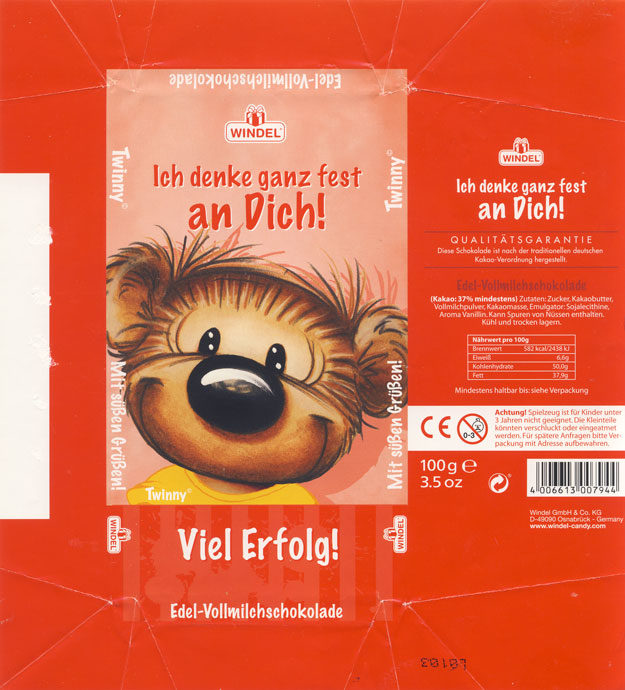 Edel-Vollmilchschokolade
WINDEL
Ich denke ganz fest
an Dich!
Twinny®
Twinny®
Mit süßen Grüßen!
Mit süßen Grüßen!
Twinny®
WINDEL
Viel Erfolg!
WINDEL
Edel-Vollmilchschokolade
WINDEL
Ich denke ganz fest
an Dich!
QUALITÄTSGARANTIE
Diese Schokolade ist nach der traditionellen deutschen
Kakao-Verordnung hergestellt.
Edel-Vollmilchschokolade
(Kakao: 37% mindestens) Zutaten: Zucker, Kakaobutter,
Vollmilchpulver, Kakaomasse, Emulgator: Sojalecithine,
Aroma Vanillin. Kann Spuren von Nüssen enthalten.
Kühl und trocken lagern.
Nährwert pro 100g
Brennwert 582 kcal/2438 kJ
Eiweiß 6,6g
Kohlenhydrate 50,0g
Fett 37,9g
Mindestens haltbar bis: siehe Verpackung
CE 0-3
Achtung! Spielzeug ist für Kinder unter
3 Jahren nicht geeignet. Die Kleinteile
könnten verschluckt oder eingeatmet
werden. Für spätere Anfragen bitte Ver-
packung mit Adresse aufbewahren.
100 g ℮
3.5 oz
4 006613 007944
Windel GmbH & Co. KG
D-49090 Osnabrück - Germany
www.windel-candy.com